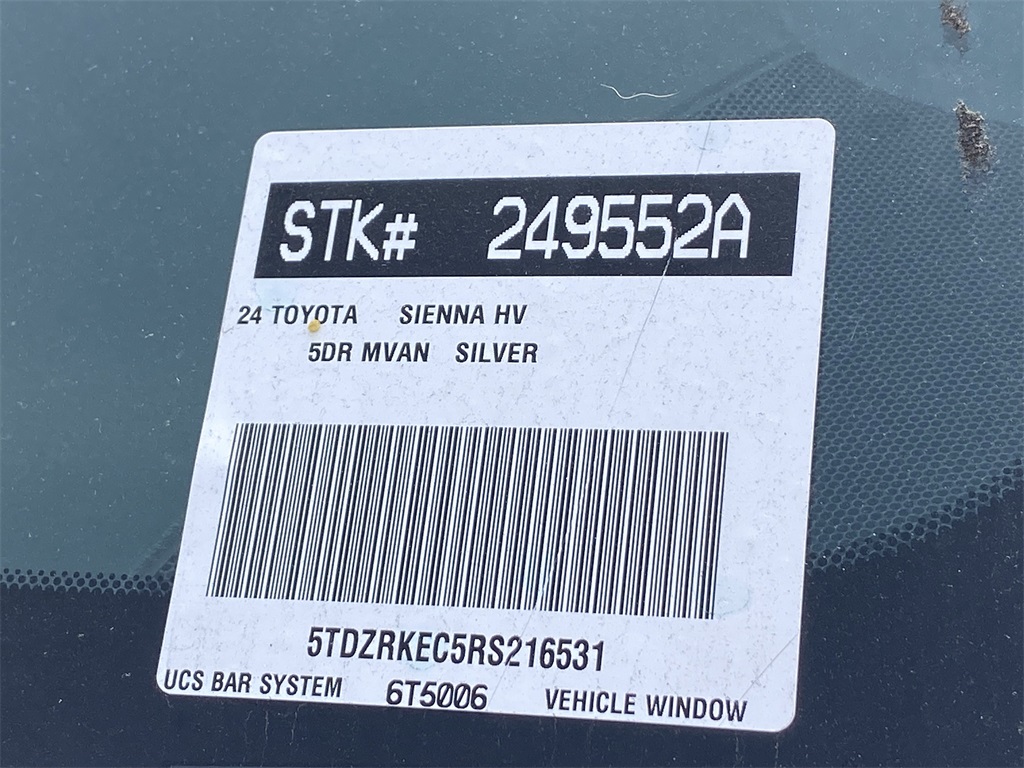 STK# 249552A
24 TOYOTA SIENNA HV
5DR MVAN SILVER
5TDZRKEC5RS216531
UCS BAR SYSTEM 6T5006 VEHICLE WINDOW